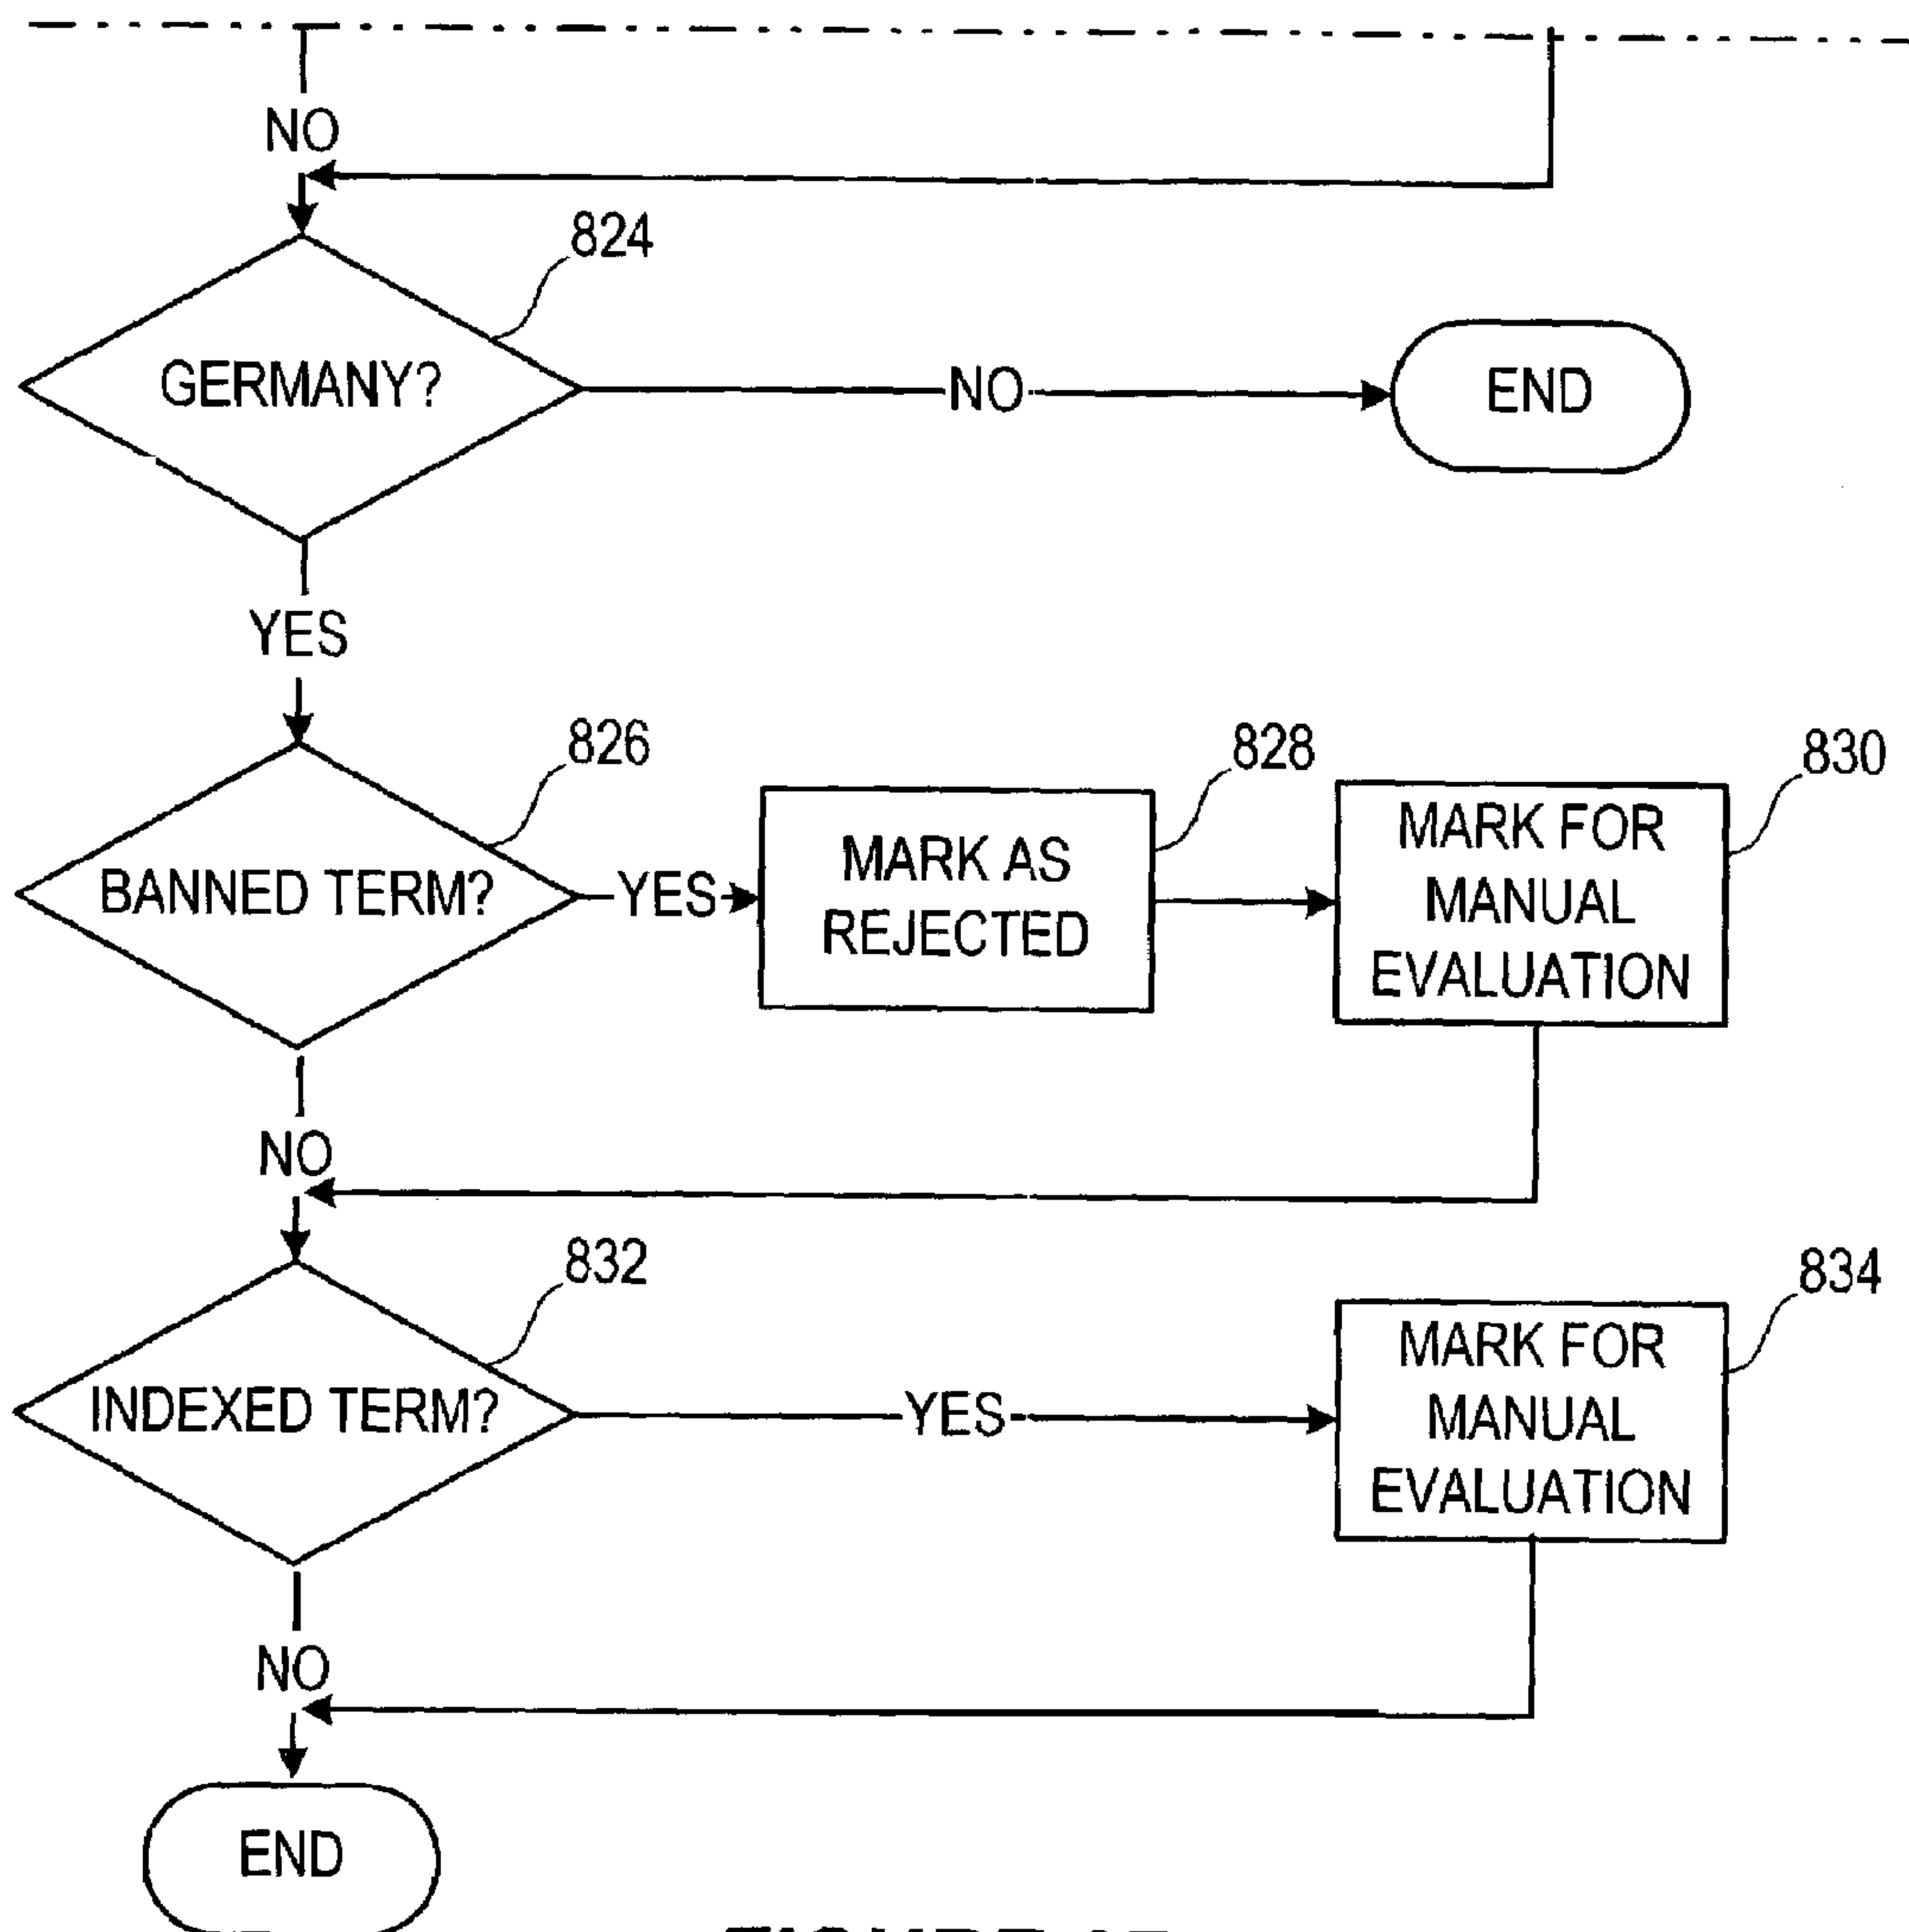 NO
824
GERMANY?
NO
END
YES
826
828
830
BANNED TERM?
YES
MARK AS
REJECTED
MARK FOR
MANUAL
EVALUATION
NO
832
834
INDEXED TERM?
YES
MARK FOR
MANUAL
EVALUATION
NO
END